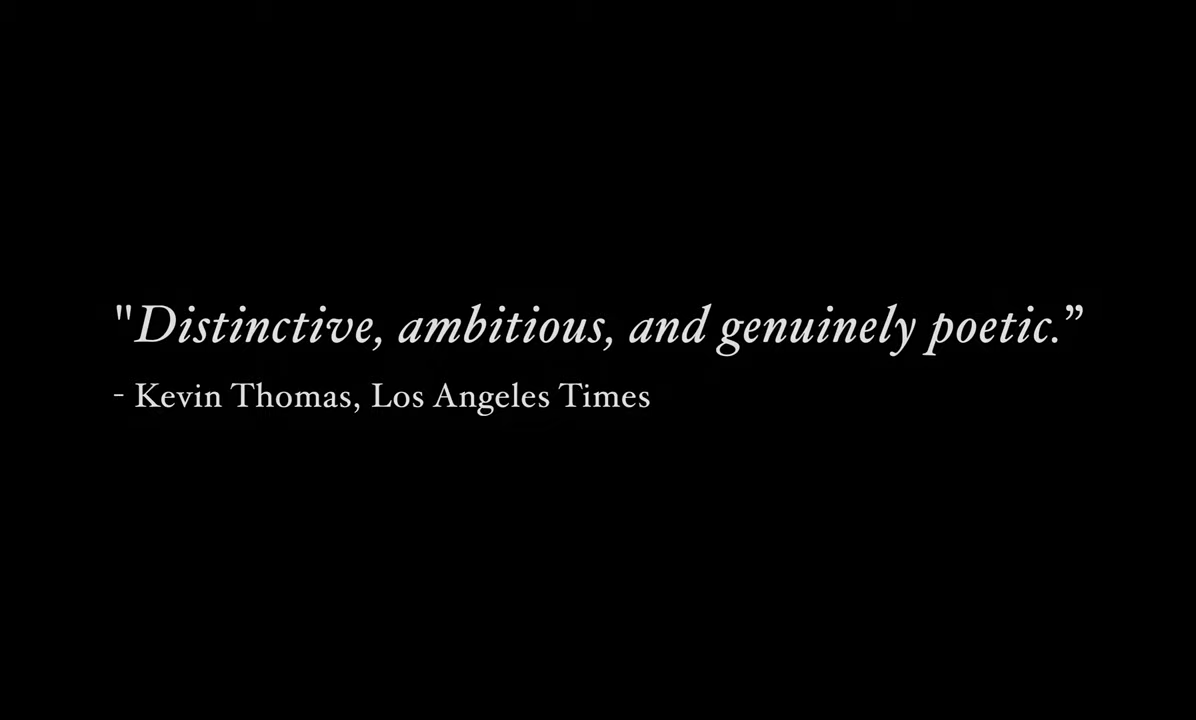 "Distinctive, ambitious, and genuinely poetic.”
- Kevin Thomas, Los Angeles Times